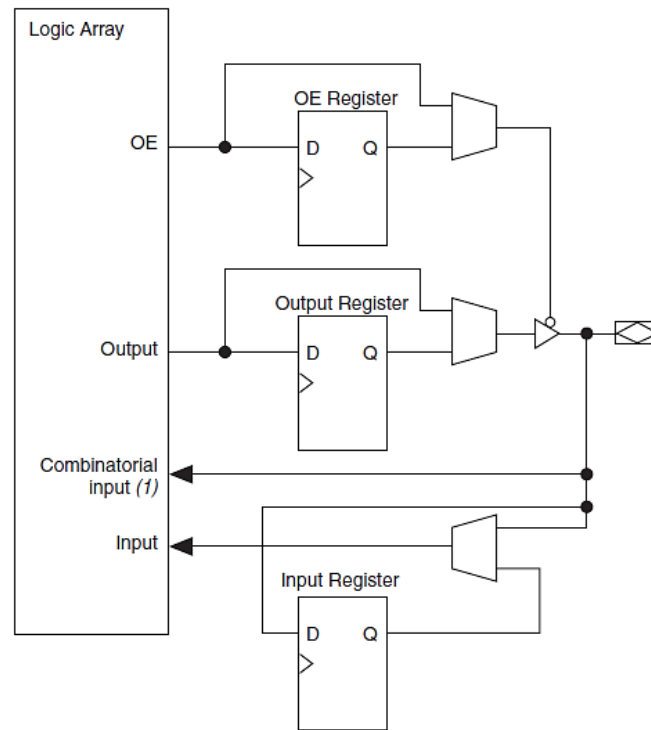 Logic Array
OE Register
OE
D Q
Output Register
Output
D Q
Combinatorial
input (1)
Input
Input Register
D Q